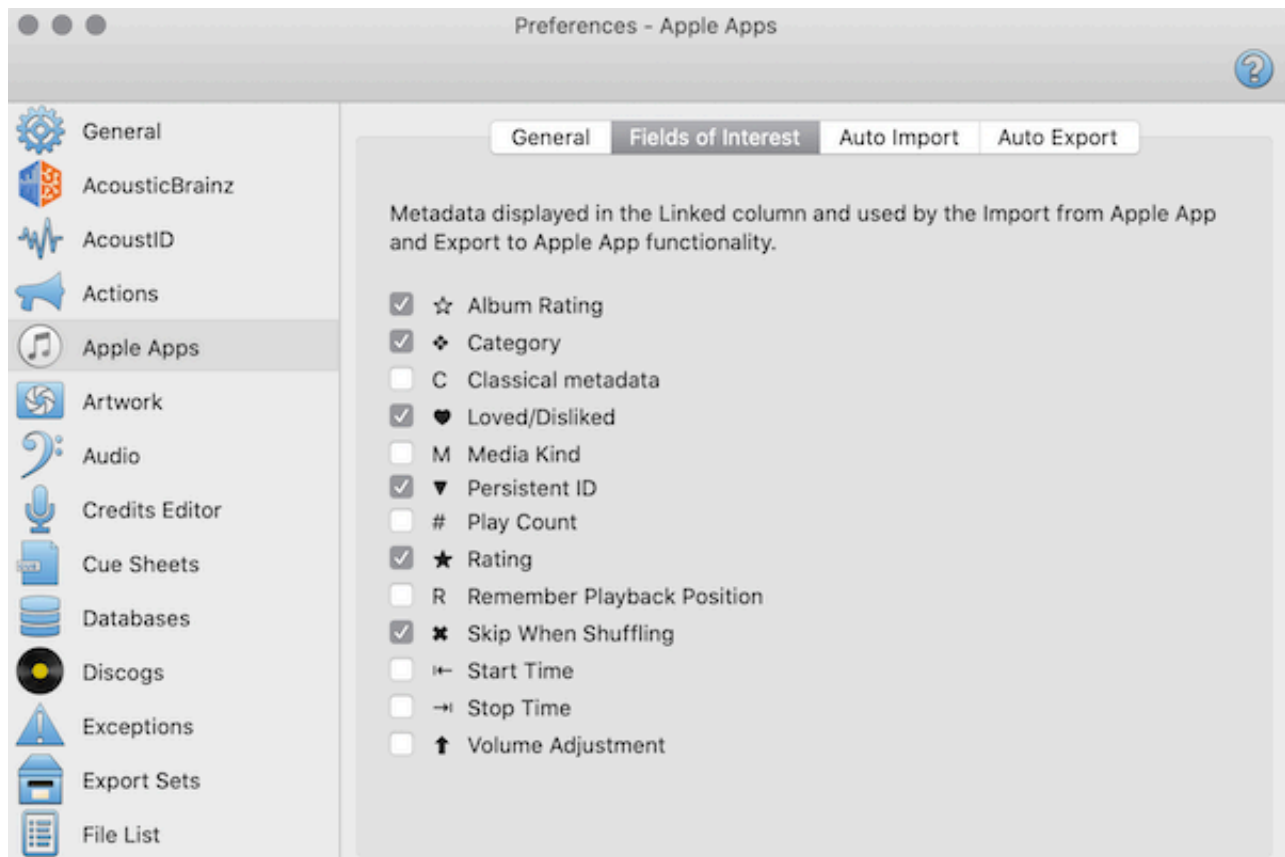 Preferences - Apple Apps
?
General
AcousticBrainz
AcoustID
Actions
Apple Apps
Artwork
Audio
Credits Editor
Cue Sheets
Databases
Discogs
Exceptions
Export Sets
File List
General Fields of Interest Auto Import Auto Export
Metadata displayed in the Linked column and used by the Import from Apple App
and Export to Apple App functionality.
☆ Album Rating
❖ Category
C Classical metadata
♥ Loved/Disliked
M Media Kind
▼ Persistent ID
# Play Count
★ Rating
R Remember Playback Position
✖ Skip When Shuffling
⇤ Start Time
⇥ Stop Time
⬆ Volume Adjustment